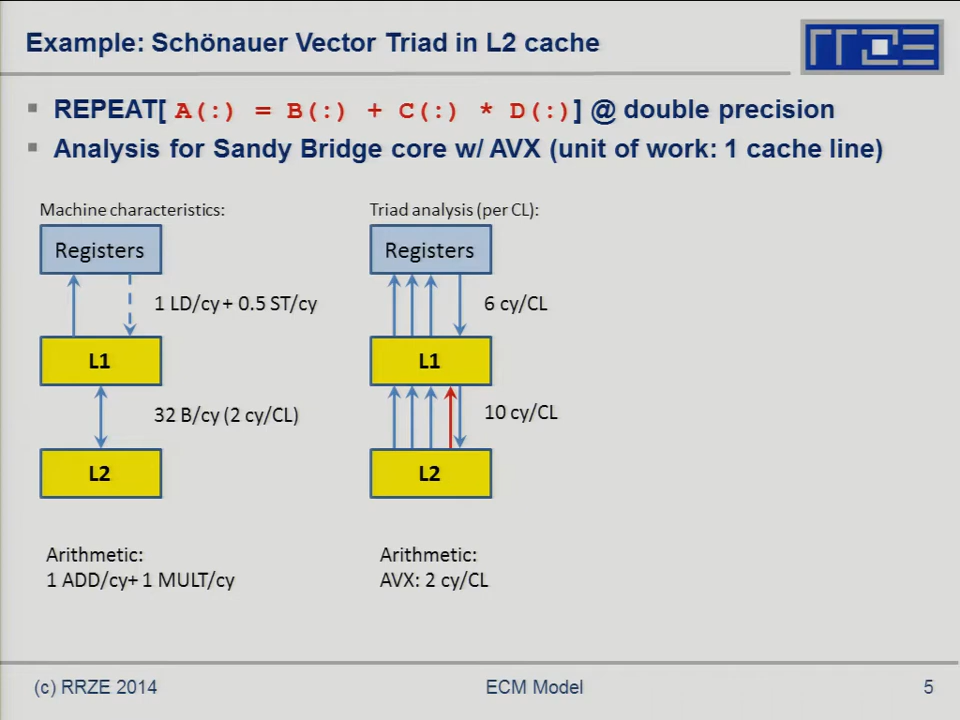 Example: Schönauer Vector Triad in L2 cache
RRZE
REPEAT[ A(:) = B(:) + C(:) * D(:)] @ double precision
Analysis for Sandy Bridge core w/ AVX (unit of work: 1 cache line)
Machine characteristics:
Registers
1 LD/cy + 0.5 ST/cy
L1
32 B/cy (2 cy/CL)
L2
Arithmetic:
1 ADD/cy+ 1 MULT/cy
Triad analysis (per CL):
Registers
6 cy/CL
L1
10 cy/CL
L2
Arithmetic:
AVX: 2 cy/CL
(c) RRZE 2014
ECM Model
5